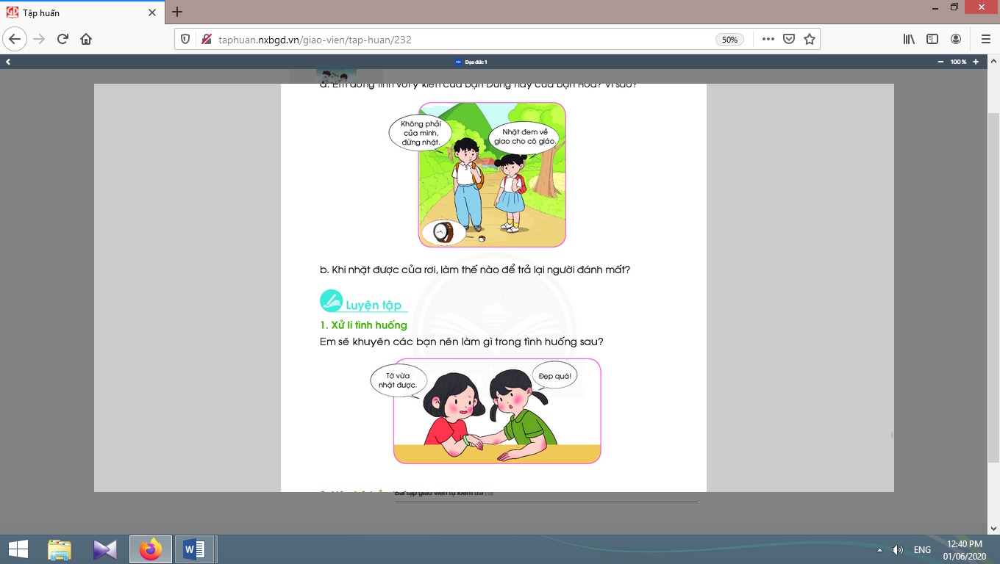 Tập huấn
taphuan.nxbgd.vn/giao-vien/tap-huan/232
50%
Đạo đức 1
100 %
a. Em đồng tình với ý kiến của bạn Dũng hay của bạn Hoa? Vì sao?
Không phải
của mình,
đừng nhặt.
Nhặt đem về
giao cho cô giáo.
b. Khi nhặt được của rơi, làm thế nào để trả lại người đánh mất?
Luyện tập
1. Xử lí tình huống
Em sẽ khuyên các bạn nên làm gì trong tình huống sau?
Tớ vừa
nhặt được.
Đẹp quá!
Bài tập giáo viên tự kiểm tra
ENG
12:40 PM
01/06/2020